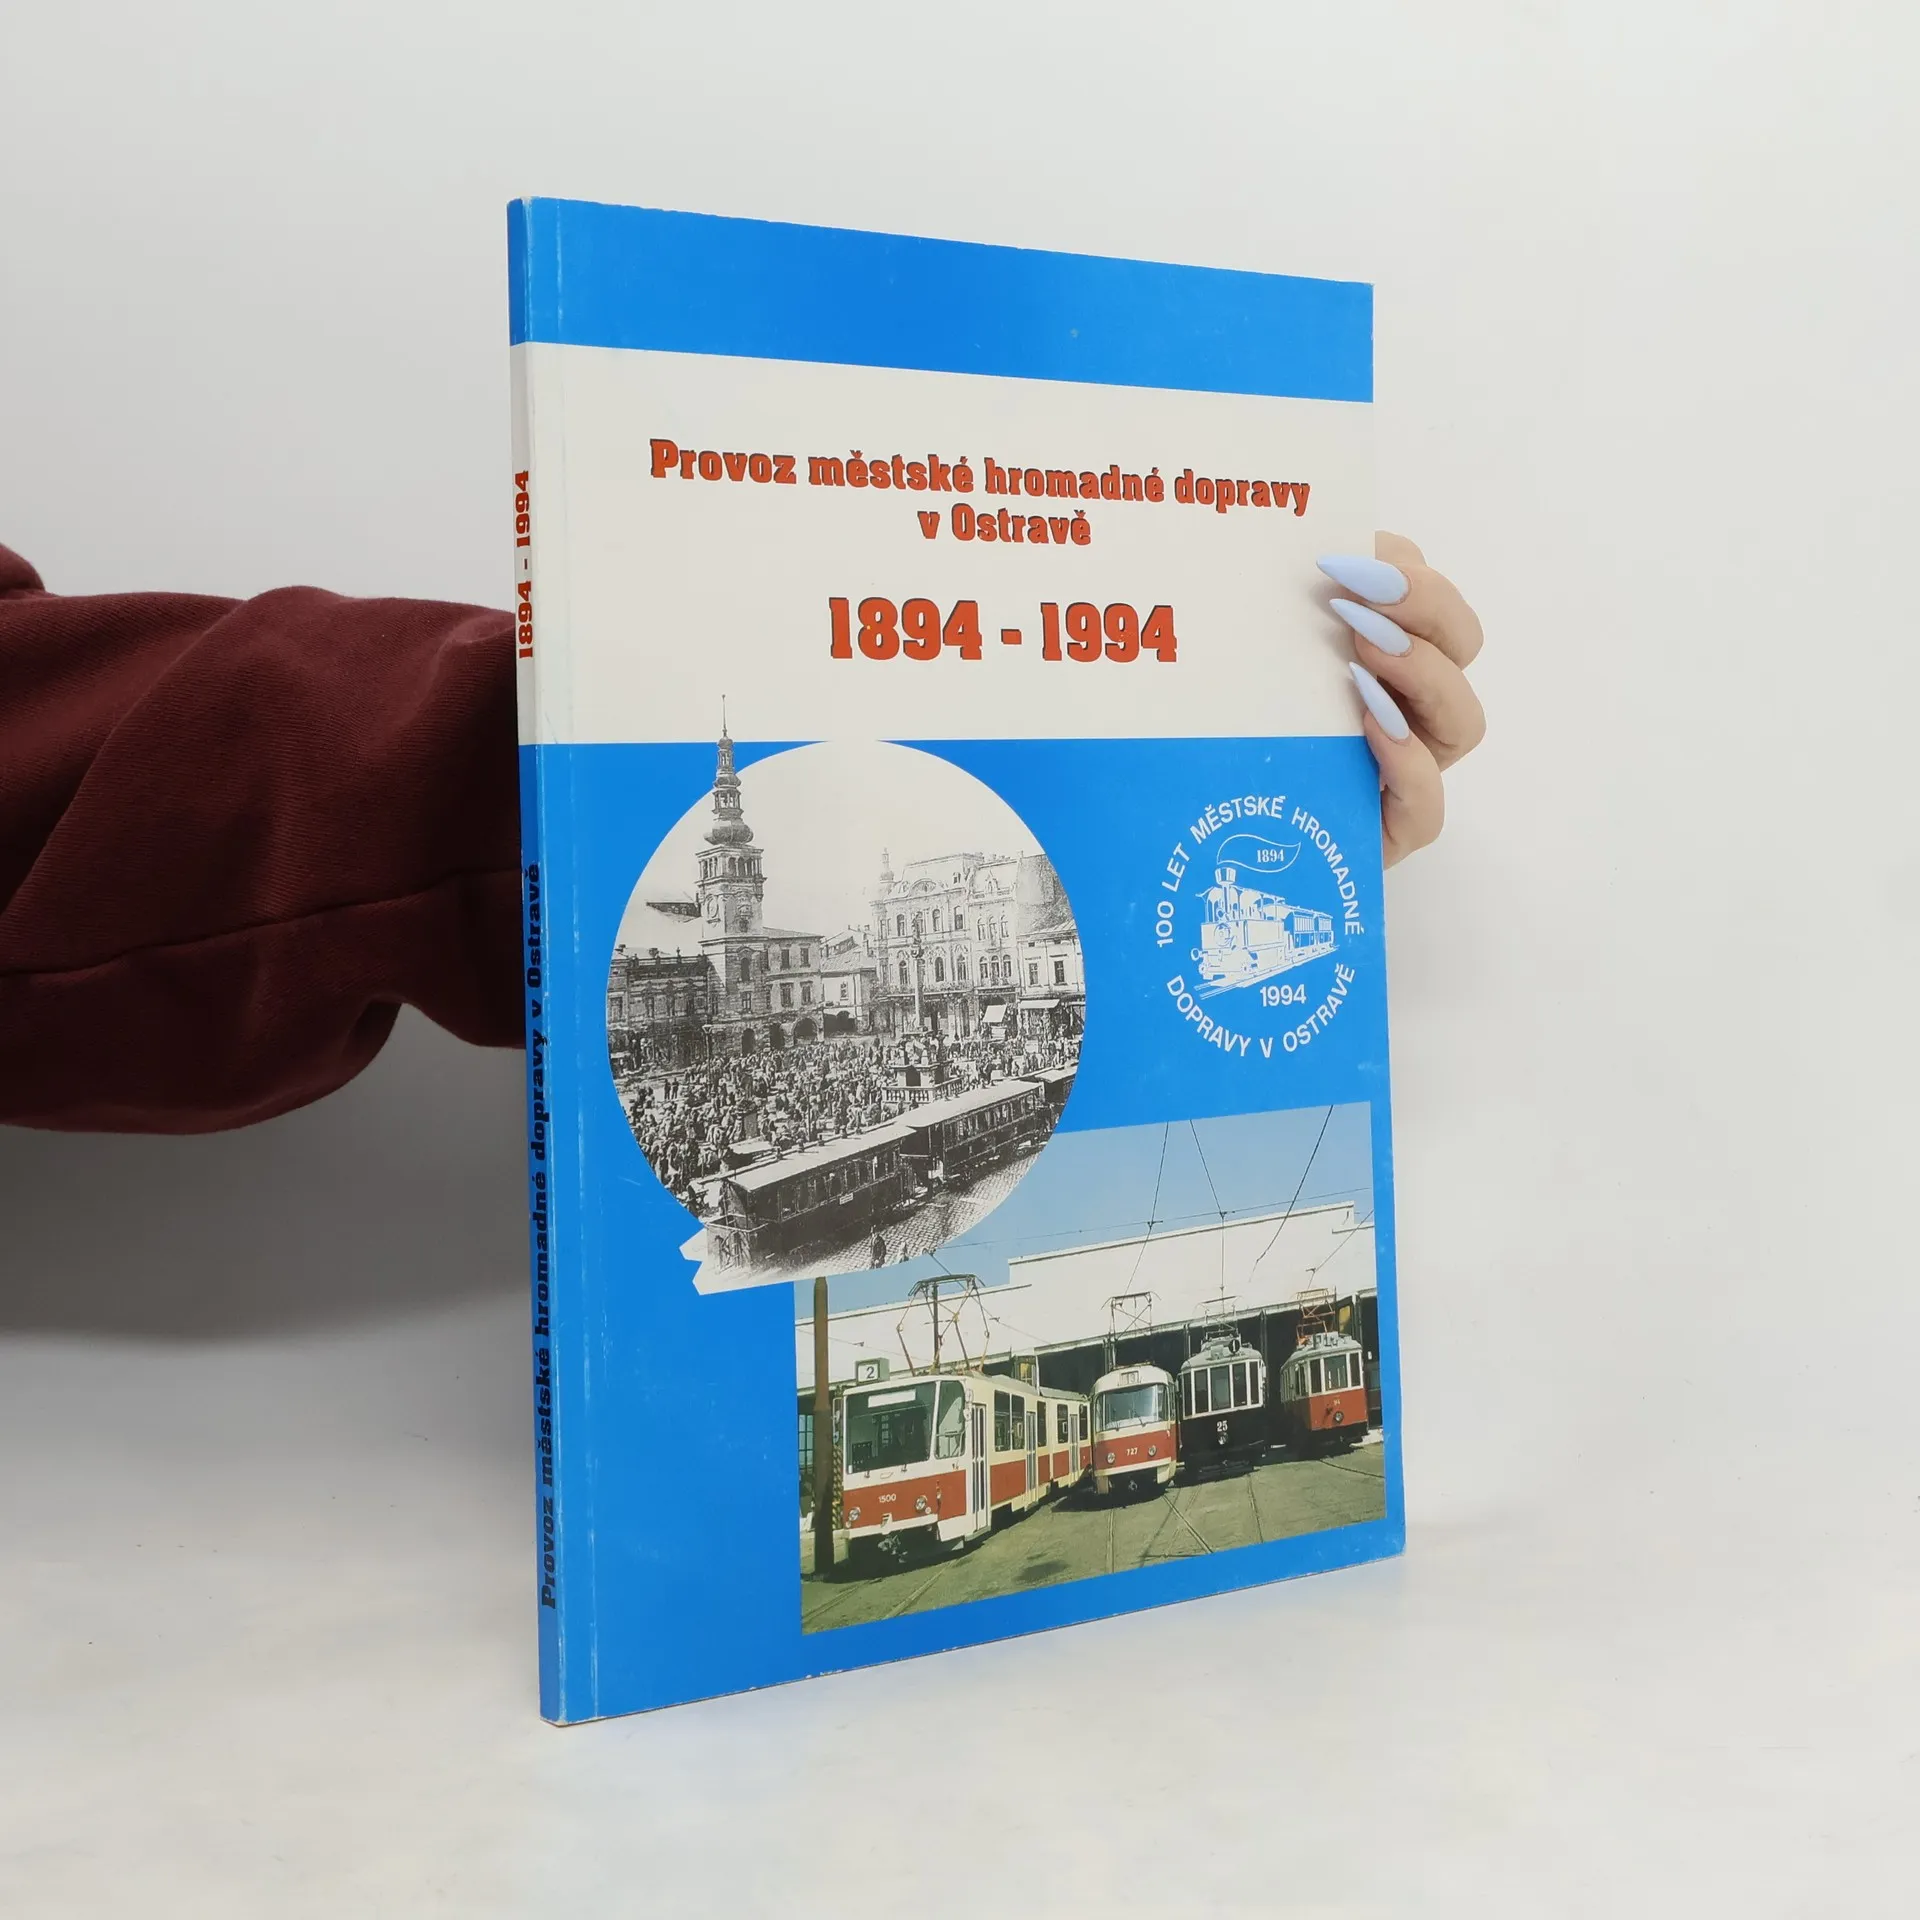 Provoz městské hromadné dopravy
v Ostravě
1894 - 1994
100 LET MĚSTSKÉ HROMADNÉ
DOPRAVY V OSTRAVĚ
1894
1994
2
1500
727
25
Provoz městské hromadné dopravy v Ostravě 1894 - 1994